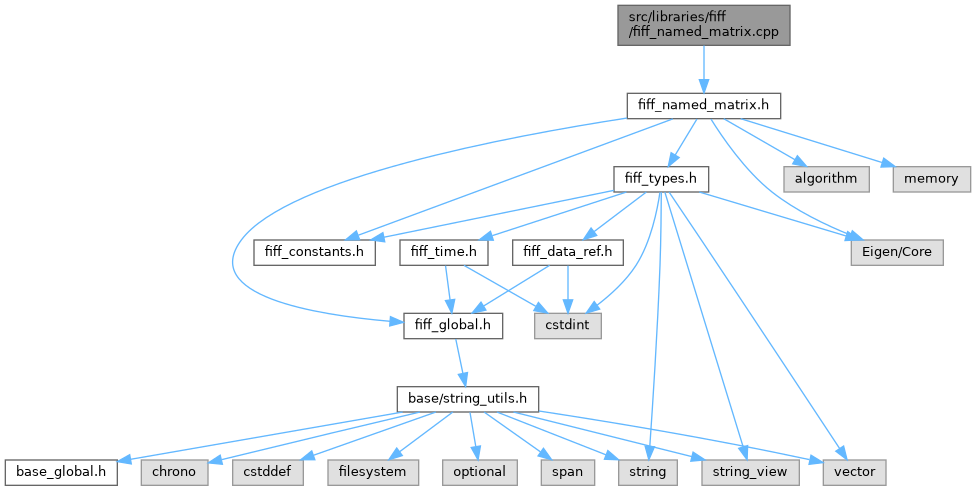 src/libraries/fiff
/fiff_named_matrix.cpp
fiff_named_matrix.h
fiff_types.h
algorithm
memory
fiff_constants.h
fiff_time.h
fiff_data_ref.h
Eigen/Core
fiff_global.h
cstdint
base/string_utils.h
base_global.h
chrono
cstddef
filesystem
optional
span
string
string_view
vector